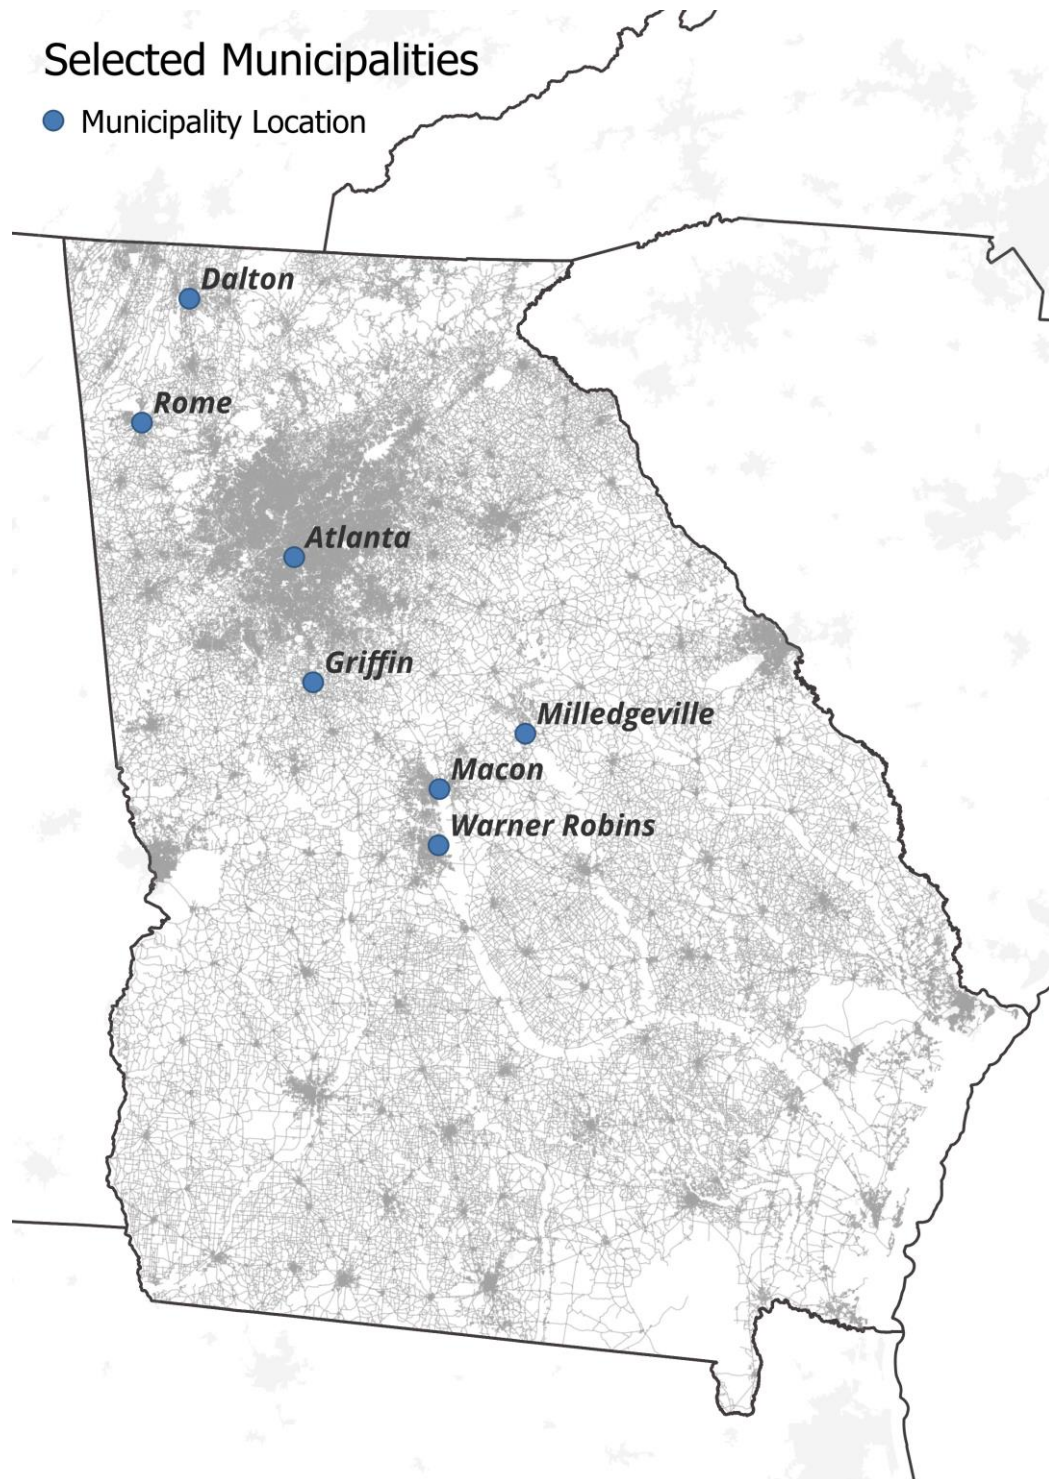 Selected Municipalities
Municipality Location
Dalton
Rome
Atlanta
Griffin
Milledgeville
Macon
Warner Robins